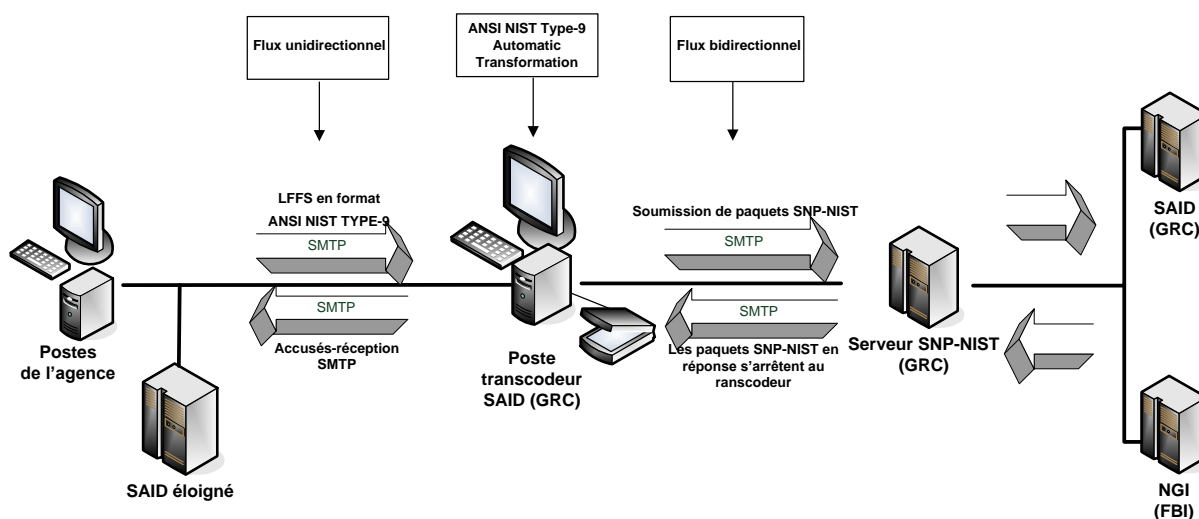 Flux unidirectionnel
ANSI NIST Type-9
Automatic
Transformation
Flux bidirectionnel
LFFS en format
ANSI NIST TYPE-9
SMTP
SMTP
Accusés-réception
SMTP
Soumission de paquets SNP-NIST
SMTP
SMTP
Les paquets SNP-NIST en
réponse s’arrêtent au
ranscodeur
Postes
de l’agence
SAID éloigné
Poste
transcodeur
SAID (GRC)
Serveur SNP-NIST
(GRC)
SAID
(GRC)
NGI
(FBI)